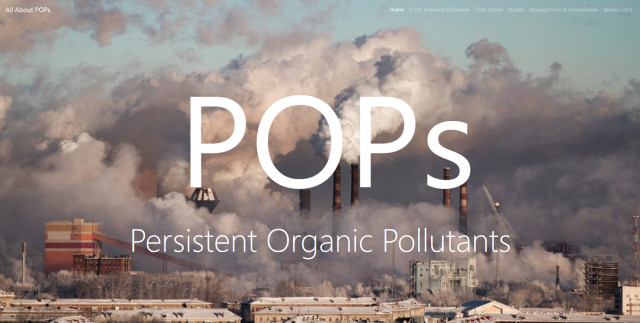 All About POPs
Home POPs Technical Definition Dirty Dozen Health Management & Remediation Works Cited
POPs
Persistent Organic Pollutants